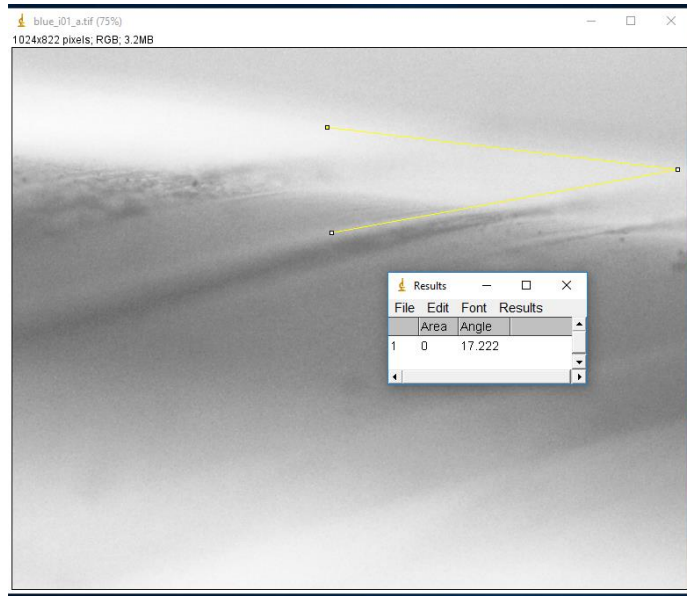 blue_i01_a.tif (75%)
1024x822 pixels; RGB; 3.2MB
Results
File Edit Font Results
Area Angle
1 0 17.222